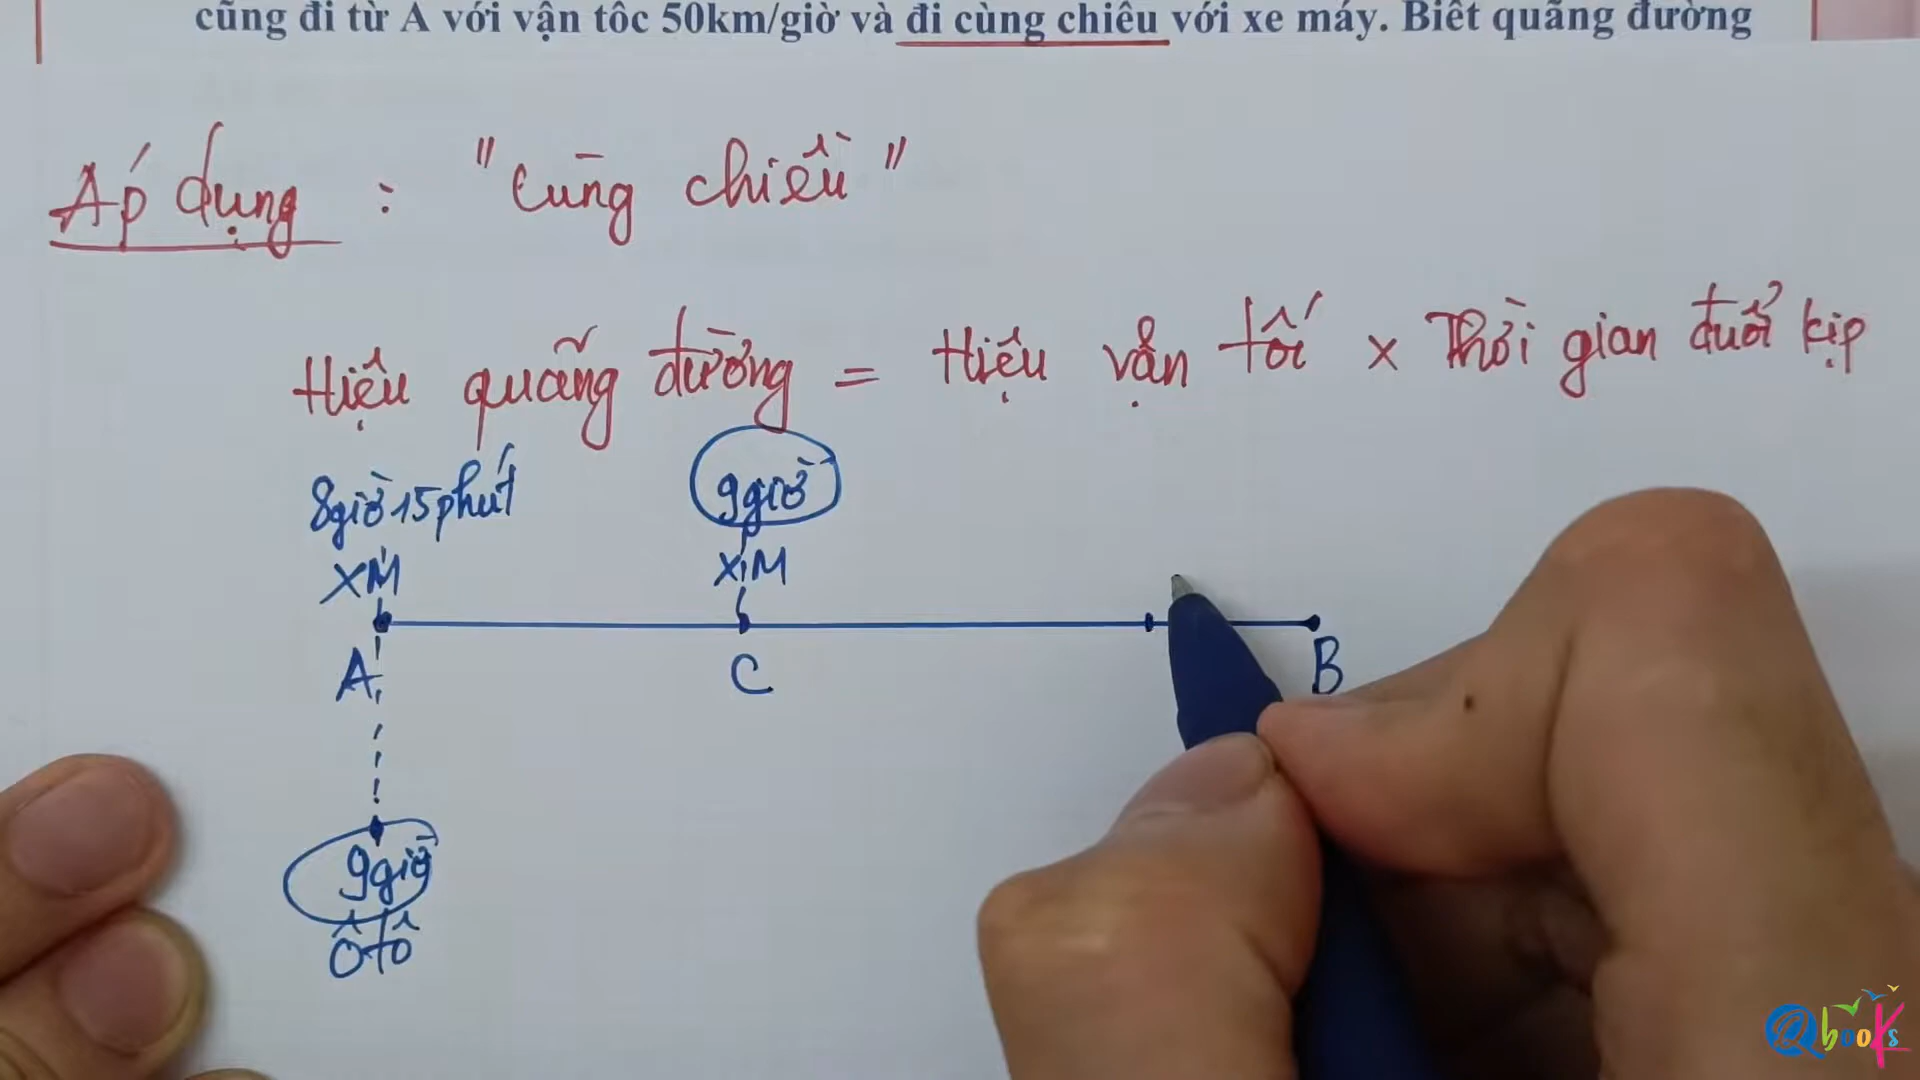 cũng đi từ A với vận tốc 50km/giờ và đi cùng chiều với xe máy. Biết quãng đường
Áp dụng : "Cùng chiều"
Hiệu quãng đường = Hiệu vận tốc × Thời gian đuổi kịp
8giờ 15phút 9giờ
XM XM
A C B
9giờ
Ô tô
Qbooks